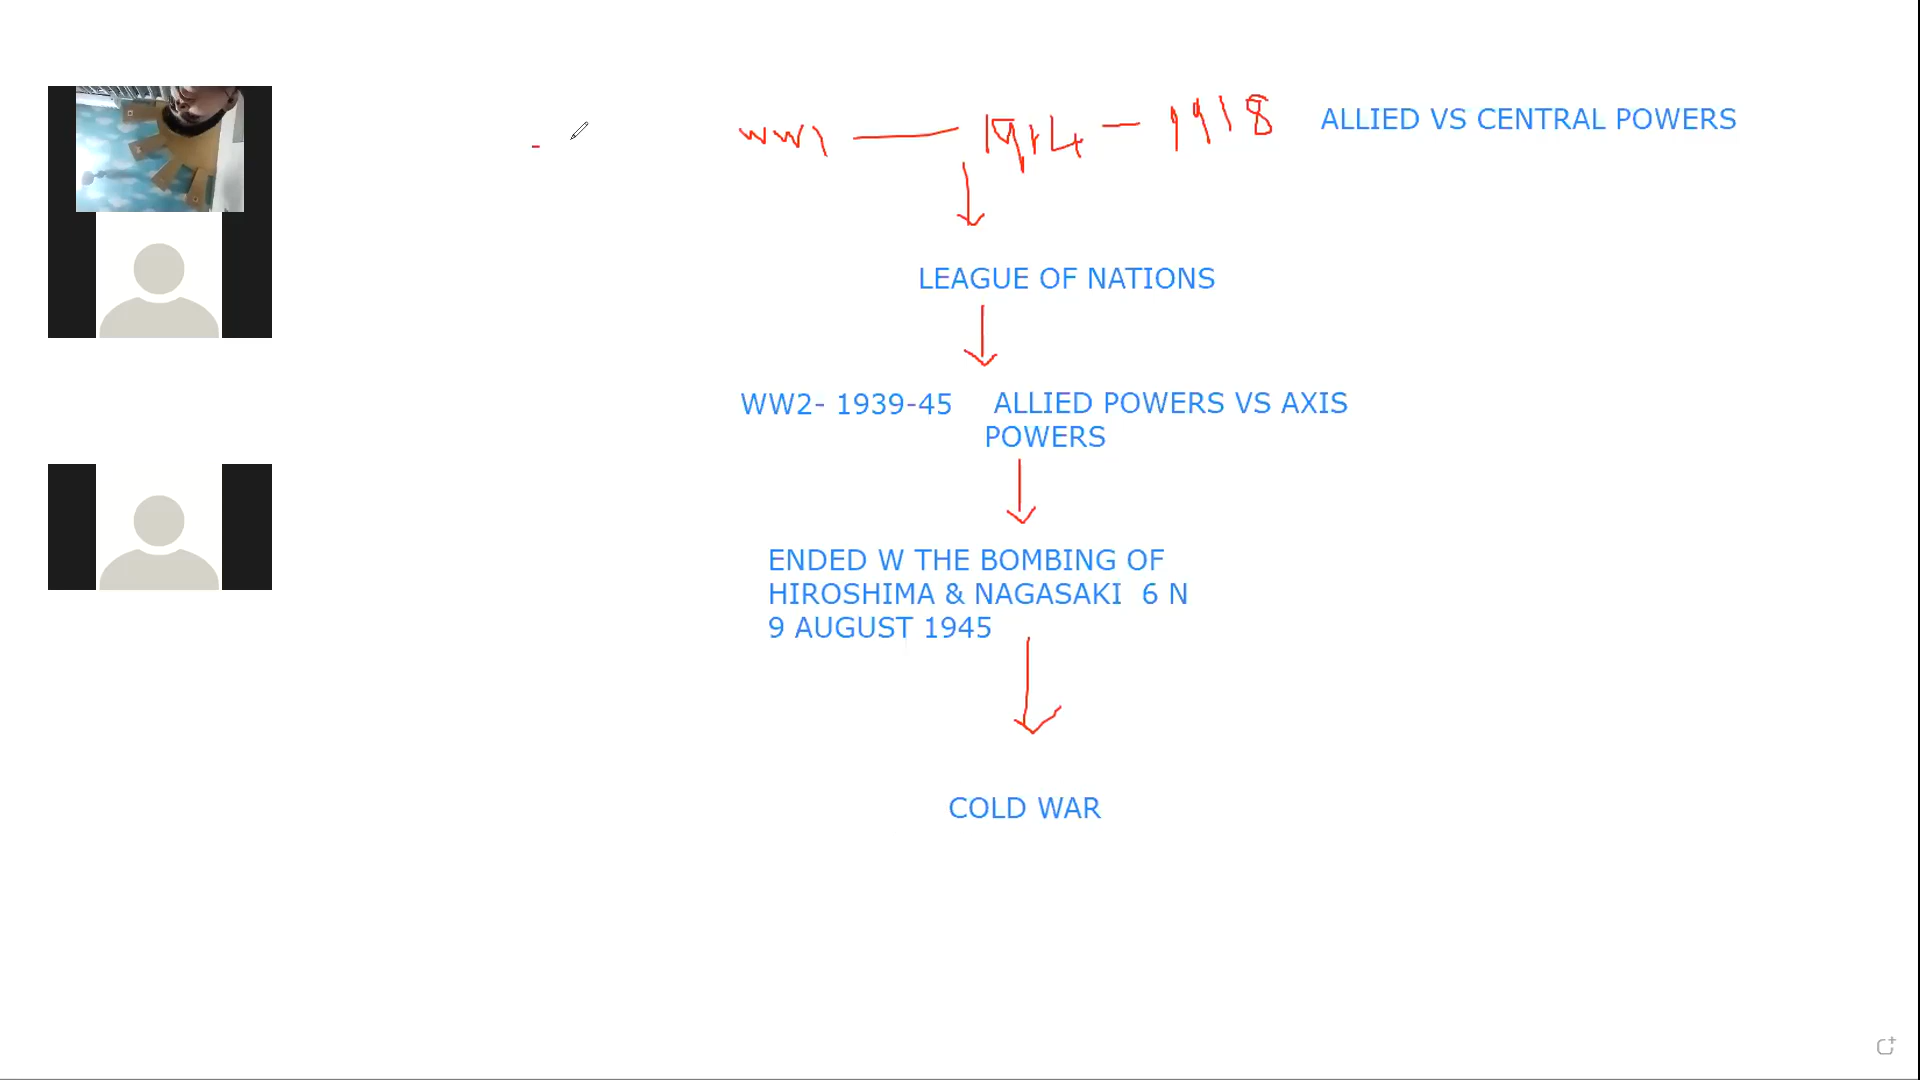 WW1 — 1914 - 1918 ALLIED VS CENTRAL POWERS
LEAGUE OF NATIONS
WW2- 1939-45 ALLIED POWERS VS AXIS
POWERS
ENDED W THE BOMBING OF
HIROSHIMA & NAGASAKI 6 N
9 AUGUST 1945
COLD WAR